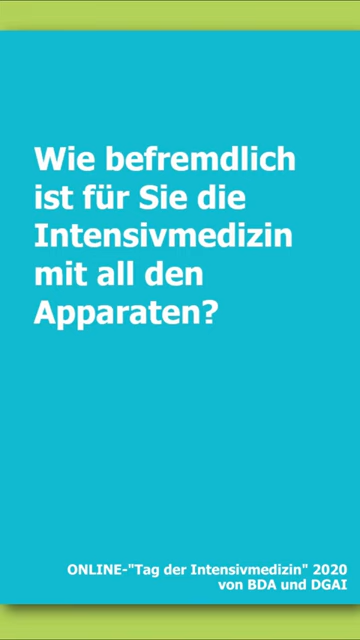 Wie befremdlich
ist für Sie die
Intensivmedizin
mit all den
Apparaten?
ONLINE-"Tag der Intensivmedizin" 2020
von BDA und DGAI